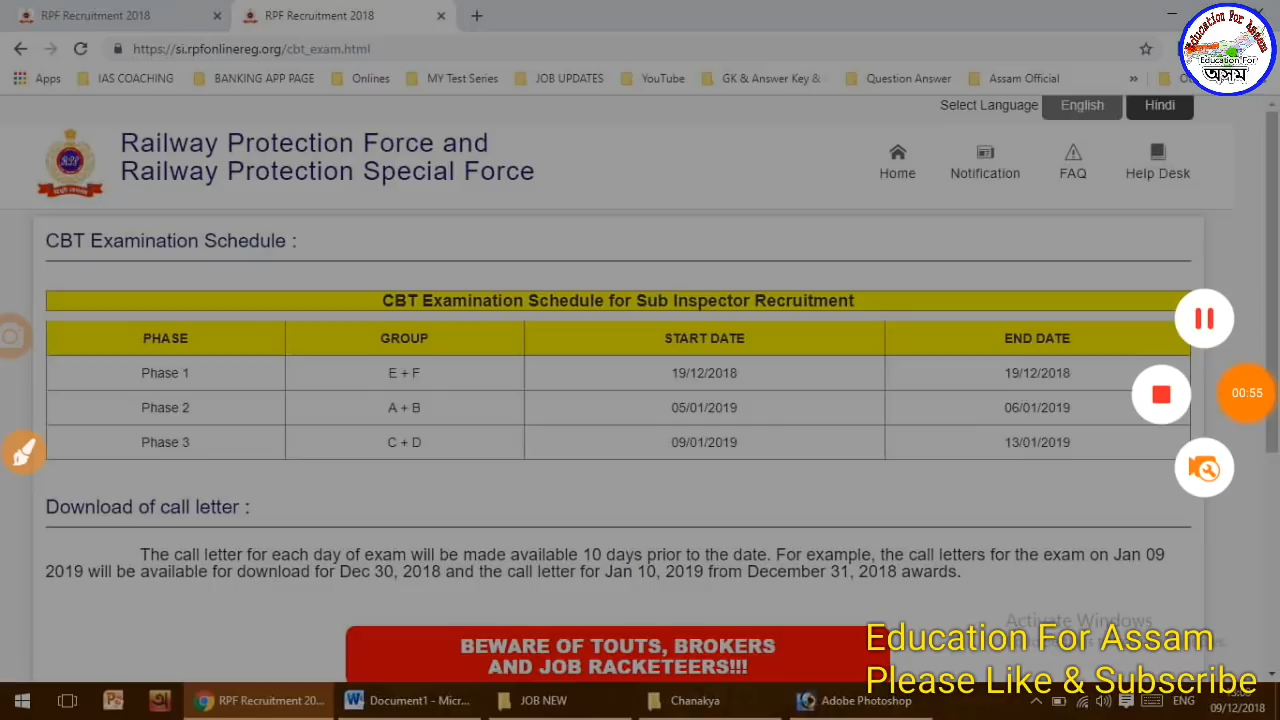 RPF Recruitment 2018
RPF Recruitment 2018
https://si.rpfonlinereg.org/cbt_exam.html
Apps IAS COACHING BANKING APP PAGE Onlines MY Test Series JOB UPDATES YouTube GK & Answer Key & Question Answer Assam Official »
Education For Assam
Education For
অসম
Select Language English Hindi
Railway Protection Force and
Railway Protection Special Force
Home Notification FAQ Help Desk
CBT Examination Schedule :
CBT Examination Schedule for Sub Inspector Recruitment
PHASE GROUP START DATE END DATE
Phase 1 E + F 19/12/2018 19/12/2018
Phase 2 A + B 05/01/2019 06/01/2019
Phase 3 C + D 09/01/2019 13/01/2019
00:55
Download of call letter :
The call letter for each day of exam will be made available 10 days prior to the date. For example, the call letters for the exam on Jan 09
2019 will be available for download for Dec 30, 2018 and the call letter for Jan 10, 2019 from December 31, 2018 awards.
BEWARE OF TOUTS, BROKERS
AND JOB RACKETEERS!!!
Activate Windows
Education For Assam
Please Like & Subscribe
RPF Recruitment 20... Document1 - Micr... JOB NEW Chanakya Adobe Photoshop ENG
09/12/2018